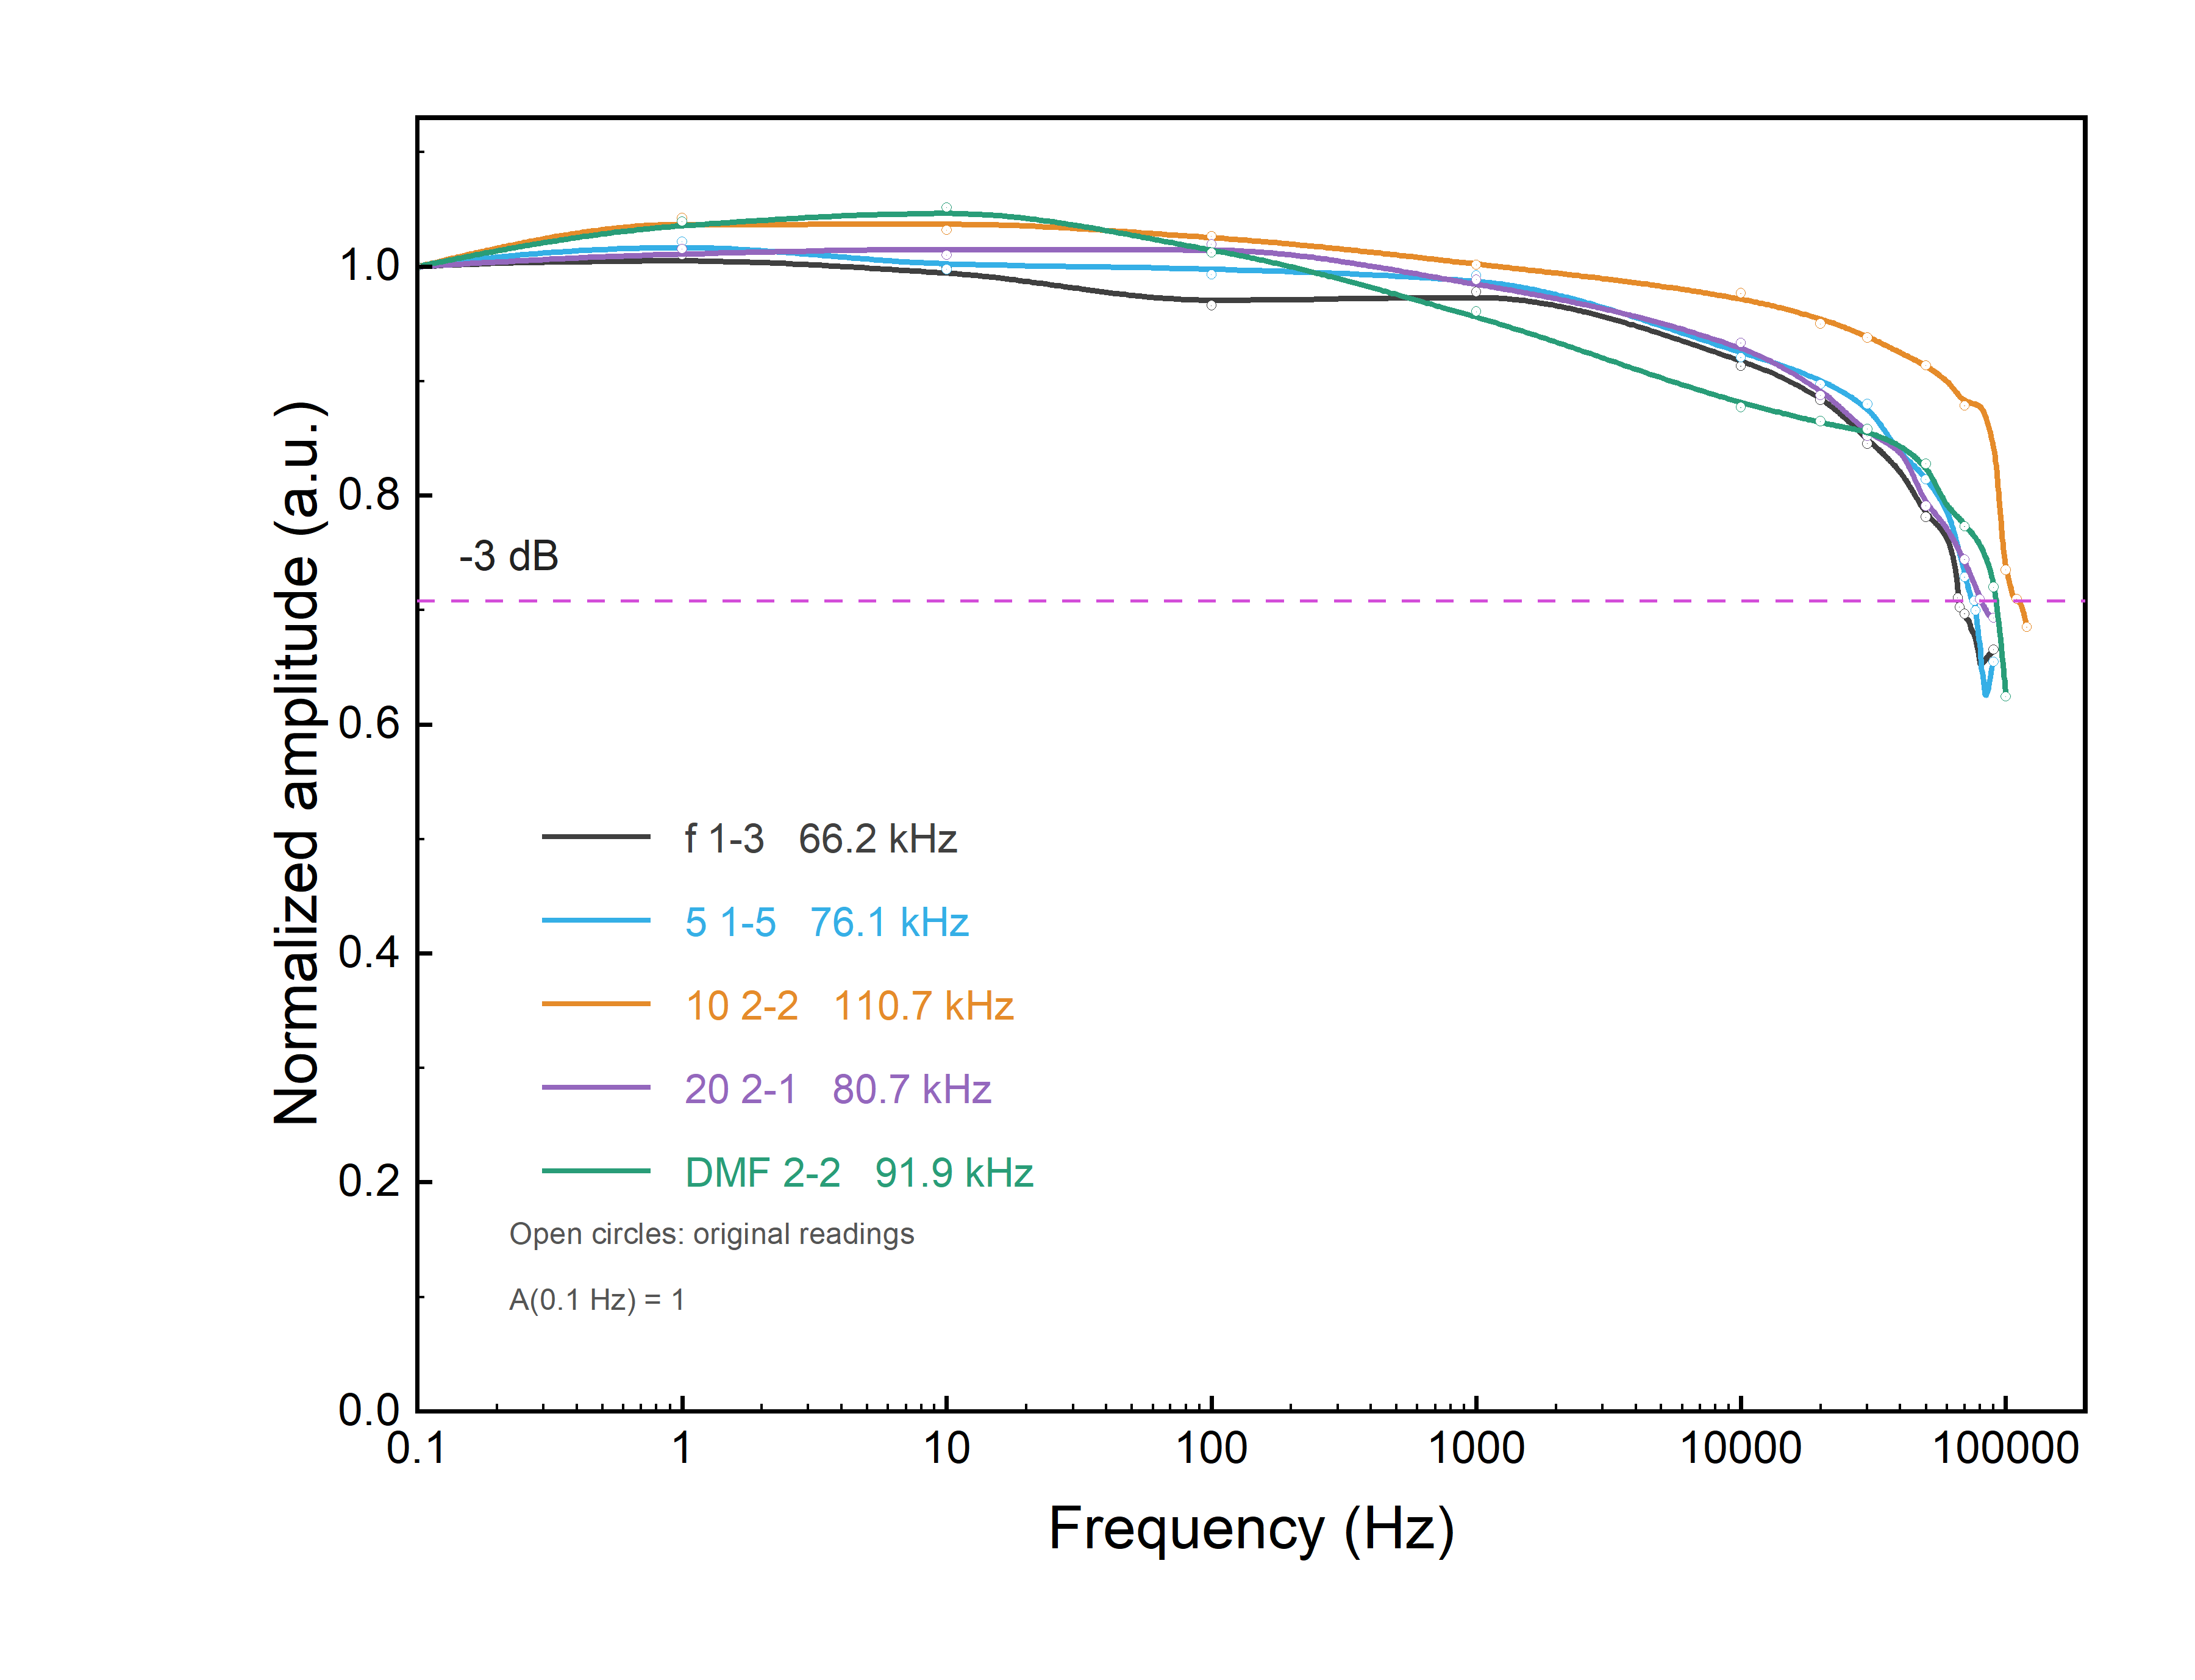 1.0
0.8
0.6
0.4
0.2
0.0
Normalized amplitude (a.u.)
-3 dB
f 1-3 66.2 kHz
5 1-5 76.1 kHz
10 2-2 110.7 kHz
20 2-1 80.7 kHz
DMF 2-2 91.9 kHz
Open circles: original readings
A(0.1 Hz) = 1
0.1 1 10 100 1000 10000 100000
Frequency (Hz)